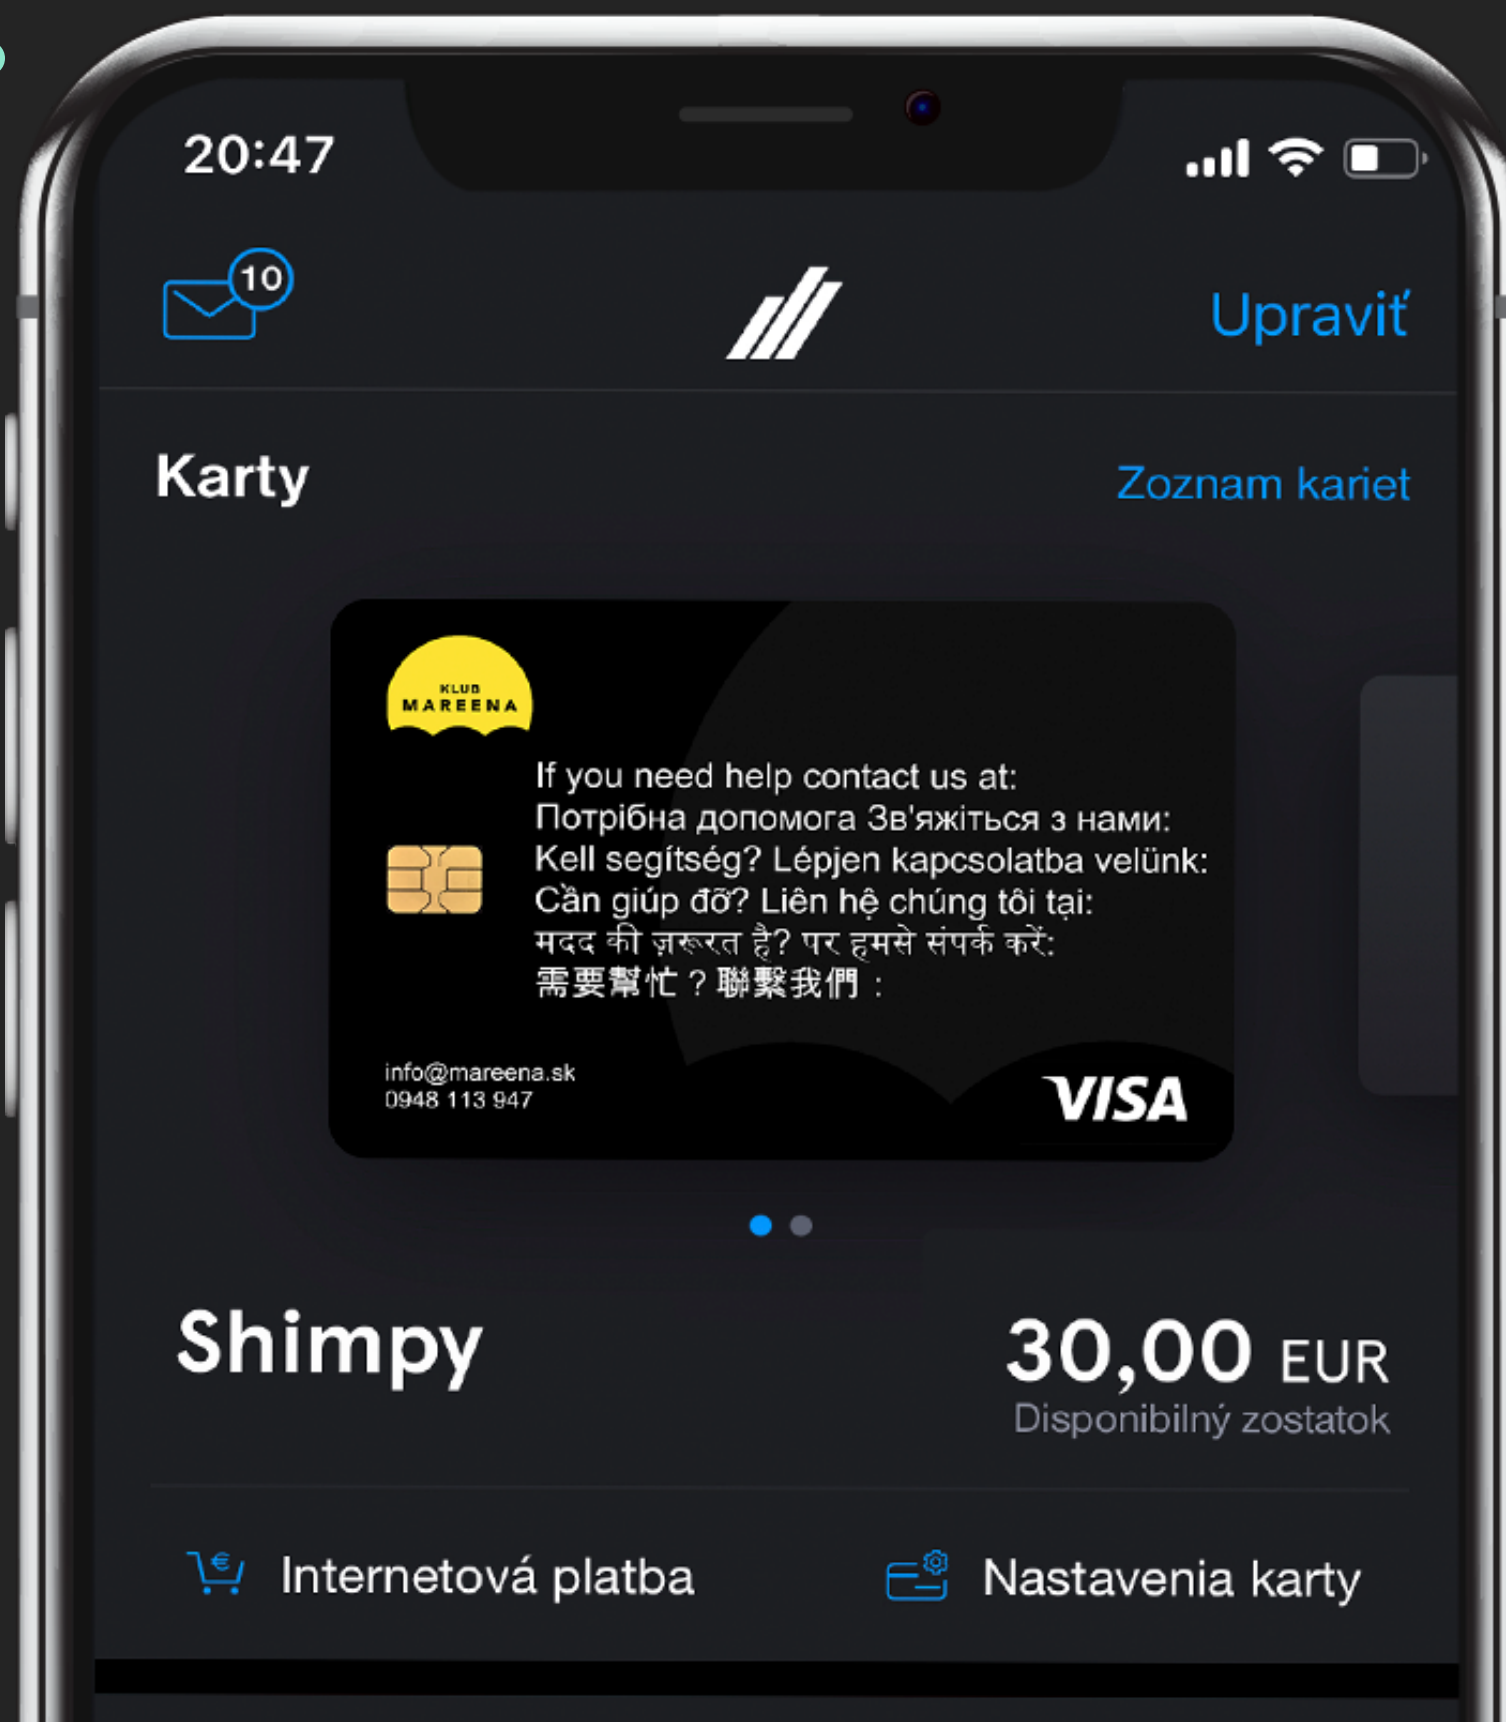 20:47
10
Upraviť
Karty
Zoznam kariet
KLUB
MAREENA
If you need help contact us at:
Потрібна допомога Зв'яжіться з нами:
Kell segítség? Lépjen kapcsolatba velünk:
Cần giúp đỡ? Liên hệ chúng tôi tại:
मदद की ज़रूरत है? पर हमसे संपर्क करें:
需要幫忙？聯繫我們：
info@mareena.sk
0948 113 947
VISA
Shimpy
30,00 EUR
Disponibilný zostatok
Internetová platba
Nastavenia karty